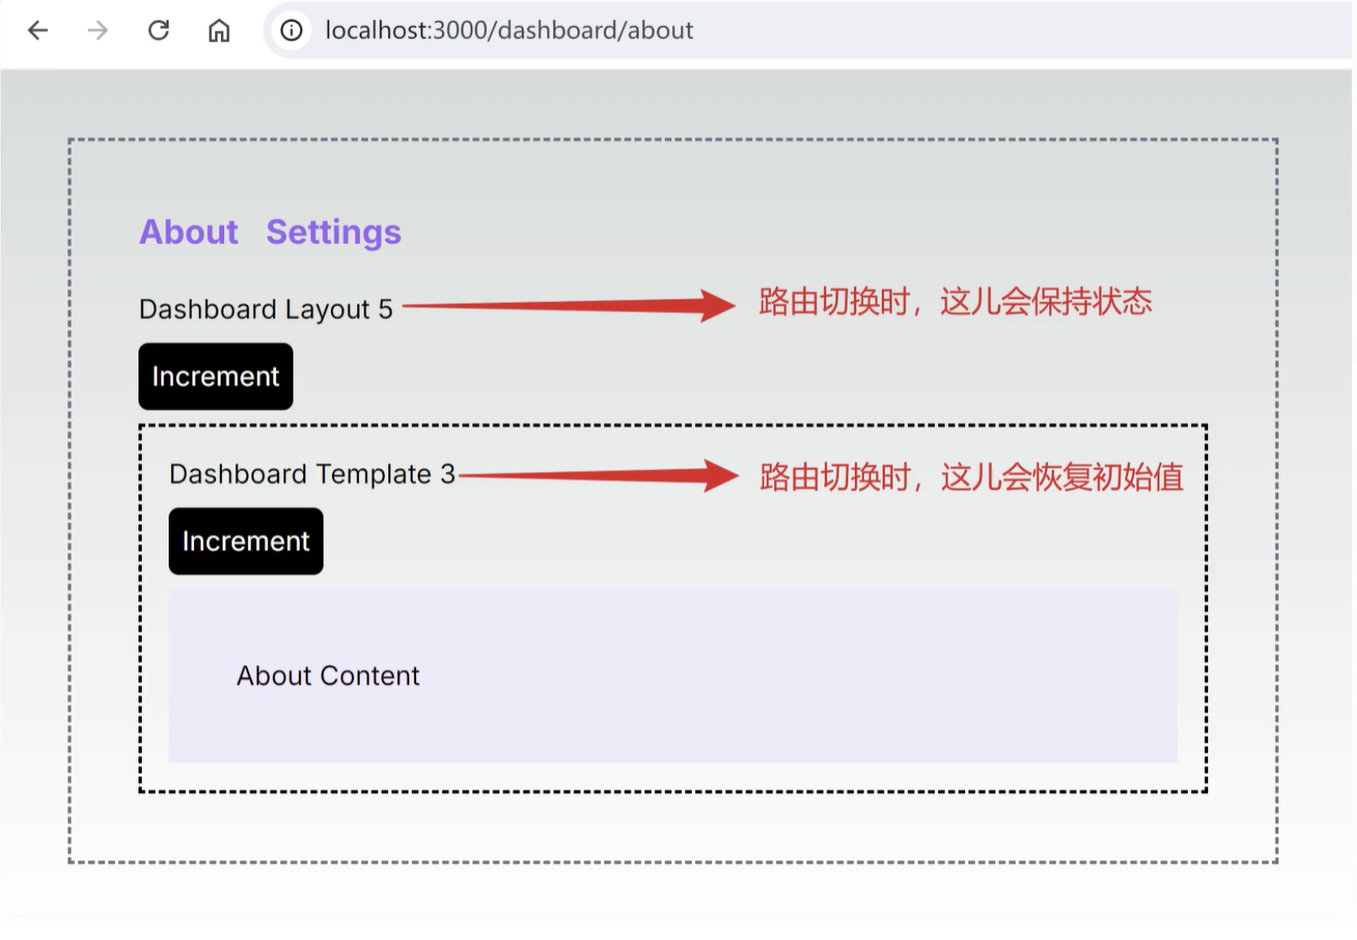 localhost:3000/dashboard/about
About Settings
Dashboard Layout 5
路由切换时，这儿会保持状态
Increment
Dashboard Template 3
路由切换时，这儿会恢复初始值
Increment
About Content